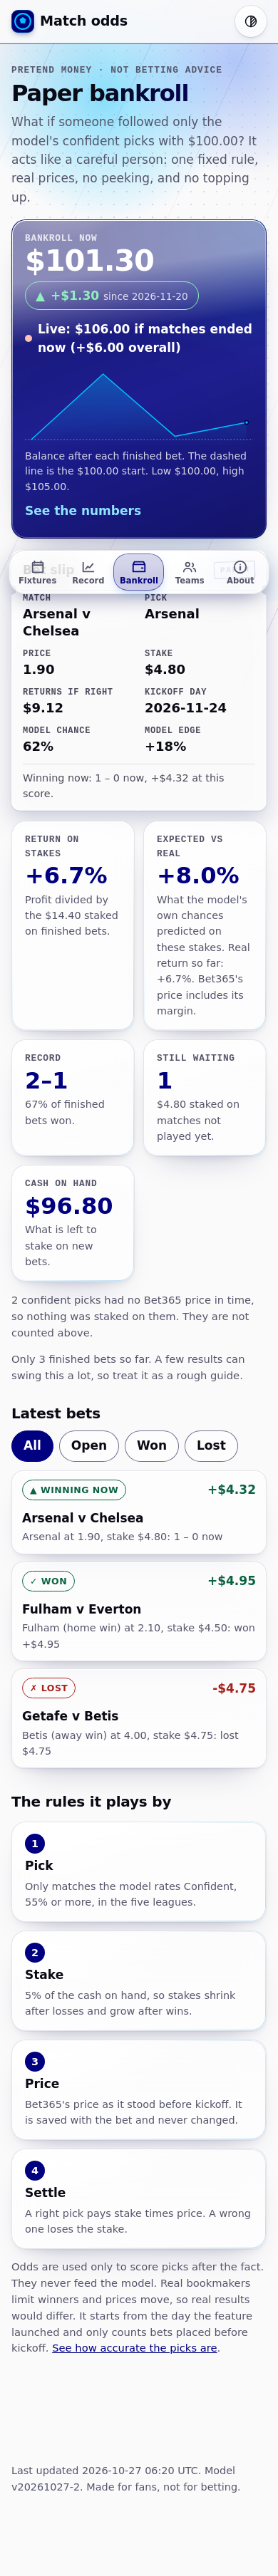 Match odds
PRETEND MONEY · NOT BETTING ADVICE
Paper bankroll
What if someone followed only the
model's confident picks with $100.00? It
acts like a careful person: one fixed rule,
real prices, no peeking, and no topping
up.
BANKROLL NOW
$101.30
▲ +$1.30 since 2026-11-20
Live: $106.00 if matches ended
now (+$6.00 overall)
Balance after each finished bet. The dashed
line is the $100.00 start. Low $100.00, high
$105.00.
See the numbers
Fixtures
Record
Bankroll
Teams
About
MATCH
Arsenal v
Chelsea
PICK
Arsenal
PRICE
1.90
STAKE
$4.80
RETURNS IF RIGHT
$9.12
KICKOFF DAY
2026-11-24
MODEL CHANCE
62%
MODEL EDGE
+18%
Winning now: 1 – 0 now, +$4.32 at this
score.
RETURN ON
STAKES
+6.7%
Profit divided by
the $14.40 staked
on finished bets.
EXPECTED VS
REAL
+8.0%
What the model's
own chances
predicted on
these stakes. Real
return so far:
+6.7%. Bet365's
price includes its
margin.
RECORD
2–1
67% of finished
bets won.
STILL WAITING
1
$4.80 staked on
matches not
played yet.
CASH ON HAND
$96.80
What is left to
stake on new
bets.
2 confident picks had no Bet365 price in time,
so nothing was staked on them. They are not
counted above.
Only 3 finished bets so far. A few results can
swing this a lot, so treat it as a rough guide.
Latest bets
All
Open
Won
Lost
▲ WINNING NOW
+$4.32
Arsenal v Chelsea
Arsenal at 1.90, stake $4.80: 1 – 0 now
✓ WON
+$4.95
Fulham v Everton
Fulham (home win) at 2.10, stake $4.50: won
+$4.95
✗ LOST
-$4.75
Getafe v Betis
Betis (away win) at 4.00, stake $4.75: lost
$4.75
The rules it plays by
1
Pick
Only matches the model rates Confident,
55% or more, in the five leagues.
2
Stake
5% of the cash on hand, so stakes shrink
after losses and grow after wins.
3
Price
Bet365's price as it stood before kickoff. It
is saved with the bet and never changed.
4
Settle
A right pick pays stake times price. A wrong
one loses the stake.
Odds are used only to score picks after the fact.
They never feed the model. Real bookmakers
limit winners and prices move, so real results
would differ. It starts from the day the feature
launched and only counts bets placed before
kickoff. See how accurate the picks are.
Last updated 2026-10-27 06:20 UTC. Model
v20261027-2. Made for fans, not for betting.